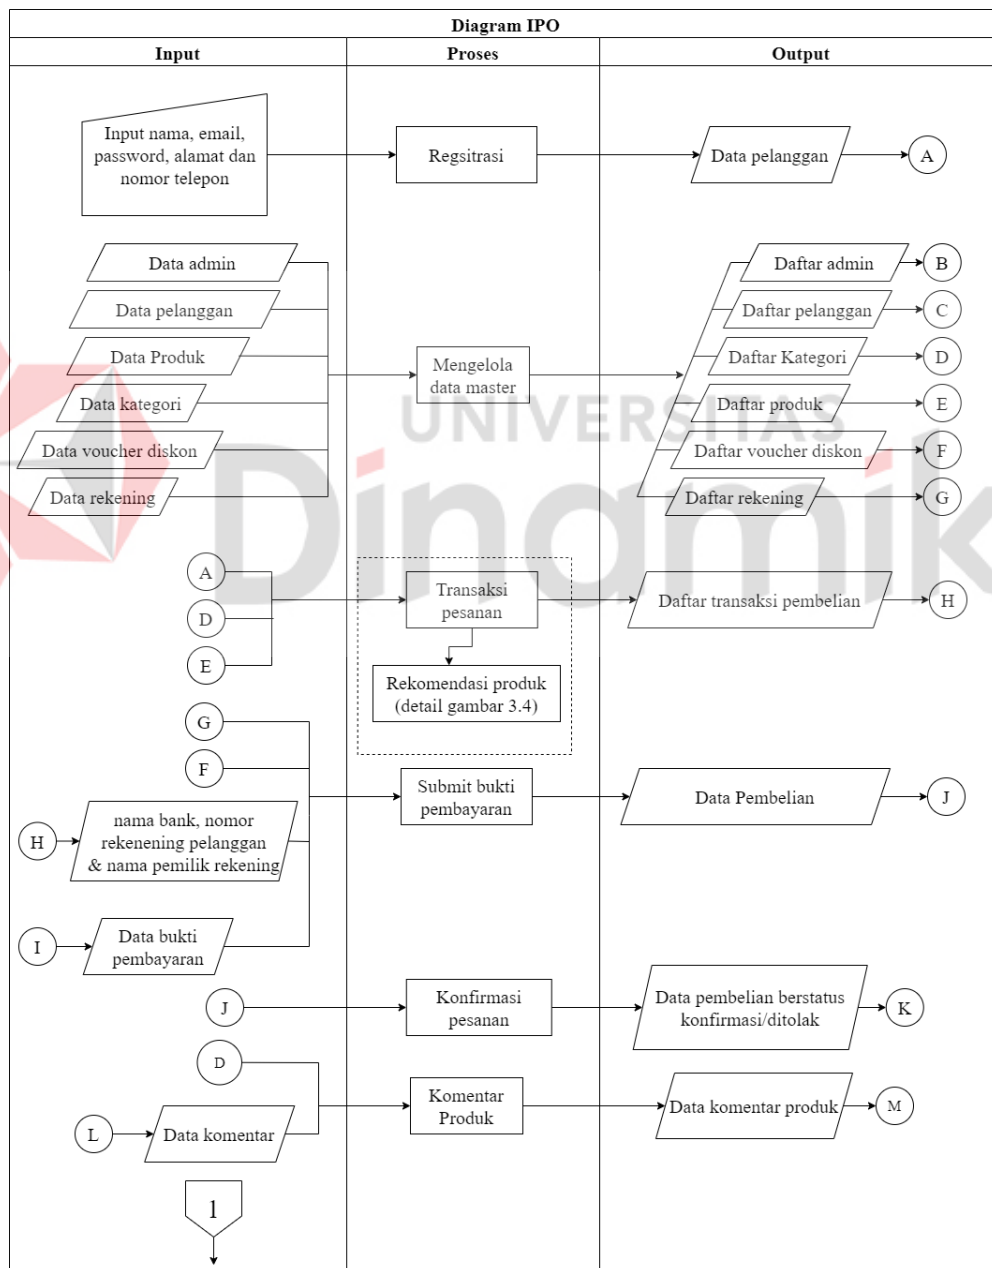 Diagram IPO
Input
Proses
Output
Input nama, email,
password, alamat dan
nomor telepon
Regsitrasi
Data pelanggan
A
Data admin
Data pelanggan
Data Produk
Data kategori
Data voucher diskon
Data rekening
Mengelola
data master
Daftar admin
B
Daftar pelanggan
C
Daftar Kategori
D
Daftar produk
E
Daftar voucher diskon
F
Daftar rekening
G
UNIVERSITAS
Dinamik
A
D
E
Transaksi
pesanan
Rekomendasi produk
(detail gambar 3.4)
Daftar transaksi pembelian
H
G
F
H
nama bank, nomor
rekenening pelanggan
& nama pemilik rekening
I
Data bukti
pembayaran
Submit bukti
pembayaran
Data Pembelian
J
J
Konfirmasi
pesanan
Data pembelian berstatus
konfirmasi/ditolak
K
D
L
Data komentar
Komentar
Produk
Data komentar produk
M
1